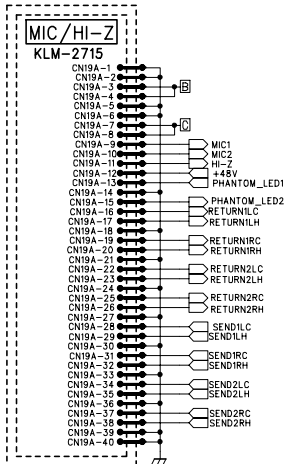 MIC/HI-Z
KLM-2715
CN19A-1
CN19A-2
CN19A-3 B
CN19A-4
CN19A-5
CN19A-6
CN19A-7 C
CN19A-8
CN19A-9 MIC1
CN19A-10 MIC2
CN19A-11 HI-Z
CN19A-12 +48V
CN19A-13 PHANTOM_LED1
CN19A-14
CN19A-15 PHANTOM_LED2
CN19A-16 RETURN1LC
CN19A-17 RETURN1LH
CN19A-18
CN19A-19 RETURN1RC
CN19A-20 RETURN1RH
CN19A-21
CN19A-22 RETURN2LC
CN19A-23 RETURN2LH
CN19A-24
CN19A-25 RETURN2RC
CN19A-26 RETURN2RH
CN19A-27
CN19A-28 SEND1LC
CN19A-29 SEND1LH
CN19A-30
CN19A-31 SEND1RC
CN19A-32 SEND1RH
CN19A-33
CN19A-34 SEND2LC
CN19A-35 SEND2LH
CN19A-36
CN19A-37 SEND2RC
CN19A-38 SEND2RH
CN19A-39
CN19A-40